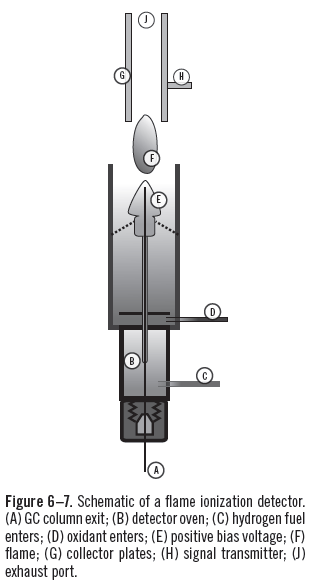 J
G
H
F
E
D
B
C
A
Figure 6–7. Schematic of a flame ionization detector.
(A) GC column exit; (B) detector oven; (C) hydrogen fuel
enters; (D) oxidant enters; (E) positive bias voltage; (F)
flame; (G) collector plates; (H) signal transmitter; (J)
exhaust port.